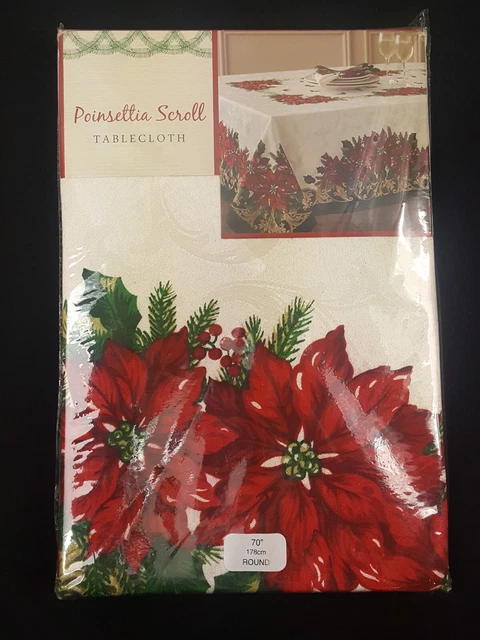 Poinsettia Scroll
TABLECLOTH
70"
178cm
ROUND